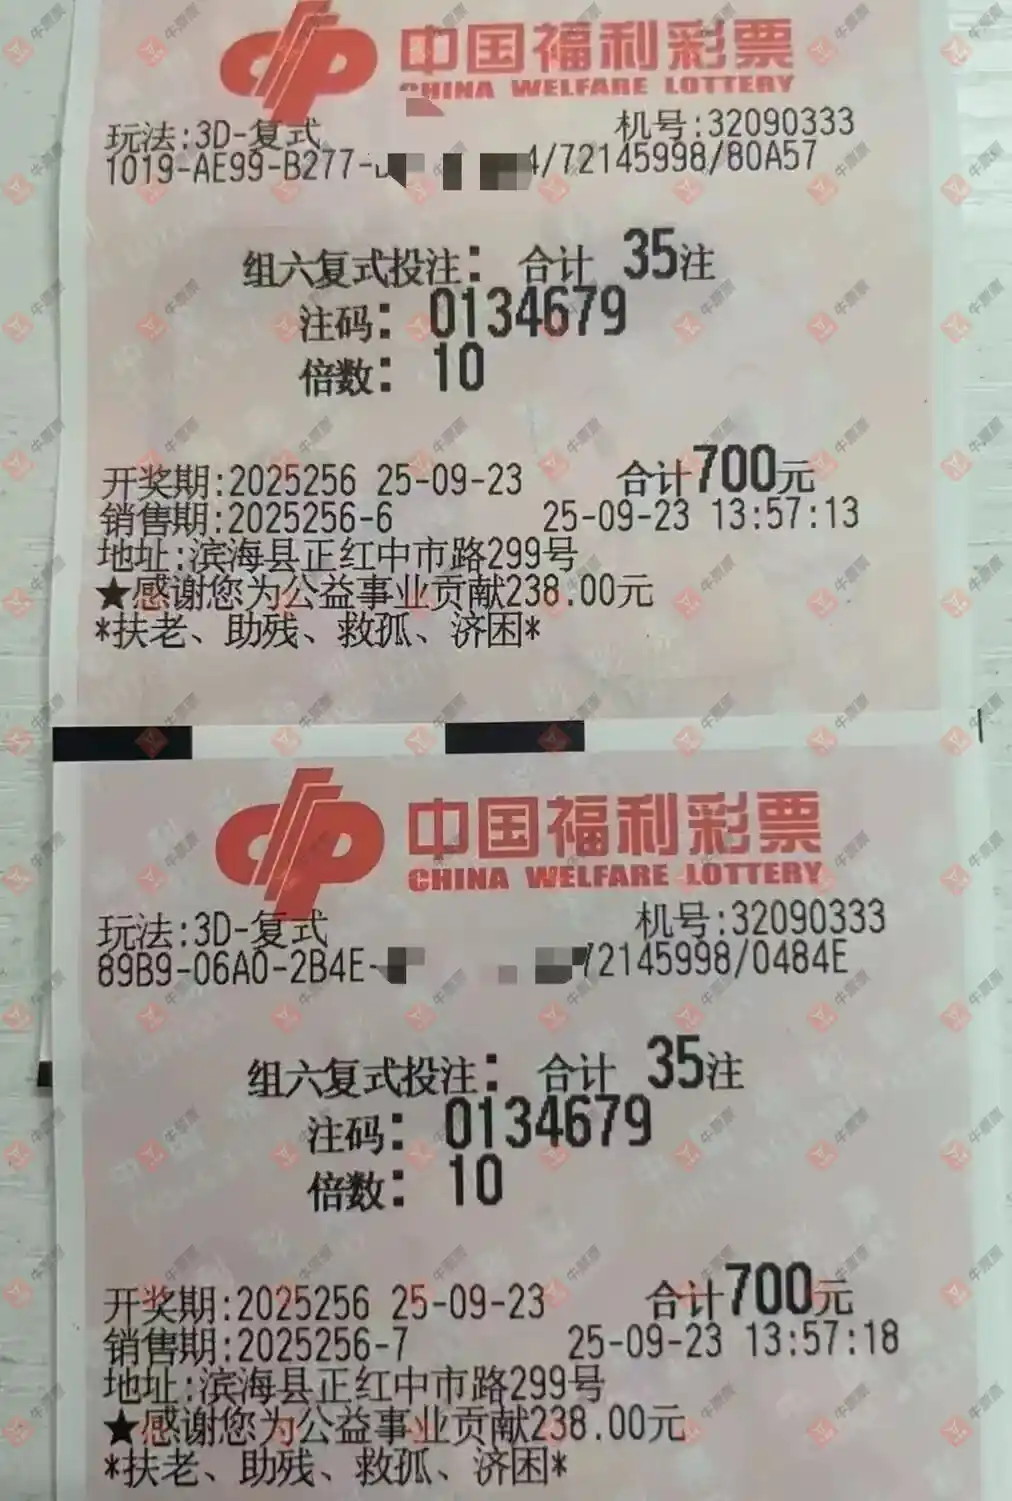 中国福利彩票
CHINA WELFARE LOTTERY
玩法:3D-复式 机号:32090333
1019-AE99-B277- 4/72145998/80A57
组六复式投注: 合计 35注
注码: 0134679
倍数: 10
开奖期:2025256 25-09-23 合计700元
销售期:2025256-6 25-09-23 13:57:13
地址:滨海县正红中市路299号
★感谢您为公益事业贡献238.00元
*扶老、助残、救孤、济困*
中国福利彩票
CHINA WELFARE LOTTERY
玩法:3D-复式 机号:32090333
89B9-06A0-2B4E- /72145998/0484E
组六复式投注: 合计 35注
注码: 0134679
倍数: 10
开奖期:2025256 25-09-23 合计700元
销售期:2025256-7 25-09-23 13:57:18
地址:滨海县正红中市路299号
★感谢您为公益事业贡献238.00元
*扶老、助残、救孤、济困*